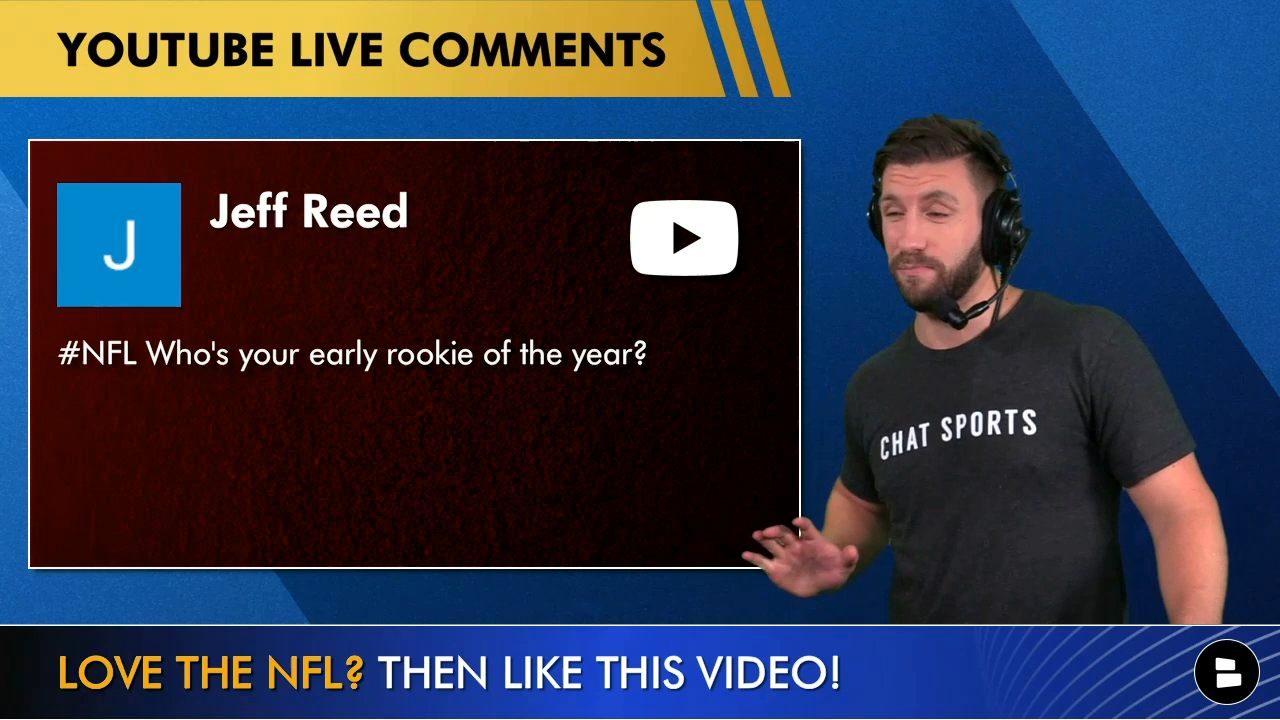 YOUTUBE LIVE COMMENTS
J
Jeff Reed
#NFL Who's your early rookie of the year?
CHAT SPORTS
LOVE THE NFL? THEN LIKE THIS VIDEO!